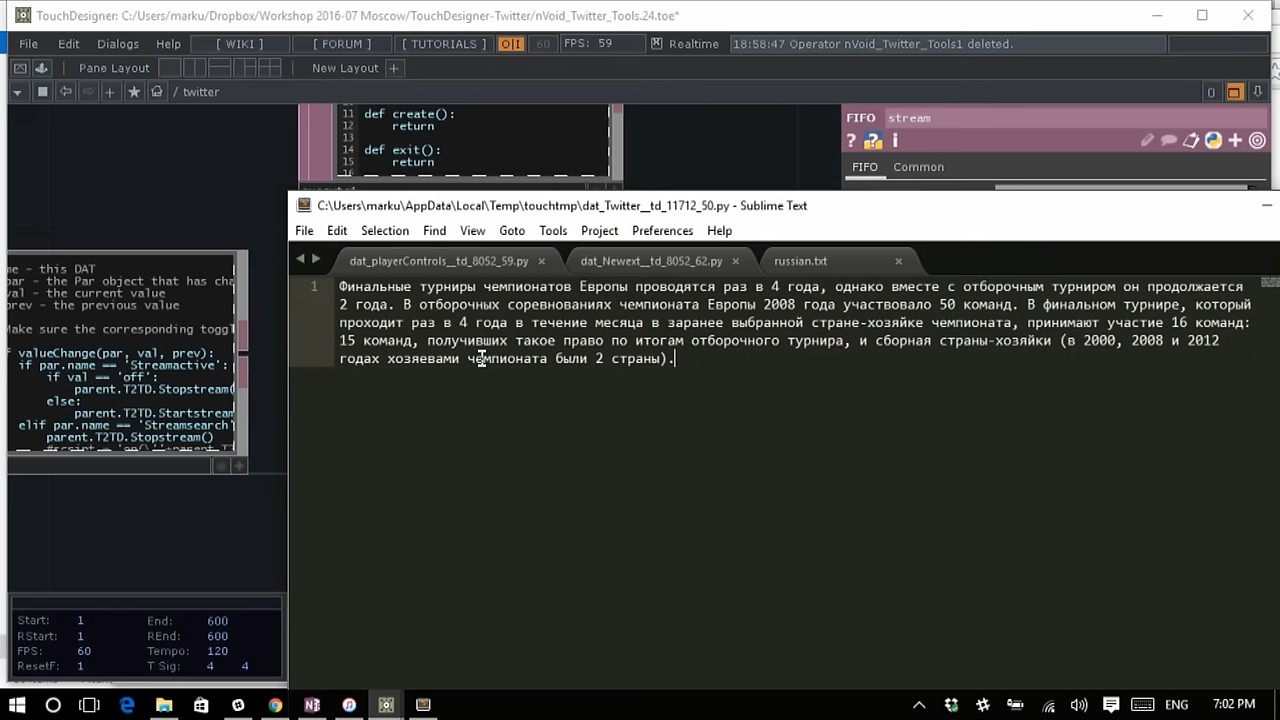 TouchDesigner: C:/Users/marku/Dropbox/Workshop 2016-07 Moscow/TouchDesigner-Twitter/nVoid_Twitter_Tools.24.toe*
File Edit Dialogs Help [ WIKI ] [ FORUM ] [ TUTORIALS ] O|I 60 FPS: 59 Realtime 18:58:47 Operator nVoid_Twitter_Tools1 deleted.
Pane Layout New Layout +
/ twitter 0
11 def create():
12 return
13
14 def exit():
15 return
16
FIFO stream
FIFO Common
C:\Users\marku\AppData\Local\Temp\touchtmp\dat_Twitter__td_11712_50.py - Sublime Text
File Edit Selection Find View Goto Tools Project Preferences Help
dat_playerControls__td_8052_59.py dat_Newext__td_8052_62.py russian.txt
1 Финальные турниры чемпионатов Европы проводятся раз в 4 года, однако вместе с отборочным турниром он продолжается
2 года. В отборочных соревнованиях чемпионата Европы 2008 года участвовало 50 команд. В финальном турнире, который
проходит раз в 4 года в течение месяца в заранее выбранной стране-хозяйке чемпионата, принимают участие 16 команд:
15 команд, получивших такое право по итогам отборочного турнира, и сборная страны-хозяйки (в 2000, 2008 и 2012
годах хозяевами чемпионата были 2 страны).
me - this DAT
par - the Par object that has cha
val - the current value
prev - the previous value
Make sure the corresponding toggl
f valueChange(par, val, prev):
if par.name == 'Streamactive':
if val == 'off':
parent.T2TD.Stopstream(
else:
parent.T2TD.Startstream
elif par.name == 'Streamsearch'
parent.T2TD.Stopstream()
Start: 1 End: 600
RStart: 1 REnd: 600
FPS: 60 Tempo: 120
ResetF: 1 T Sig: 4 4
ENG 7:02 PM